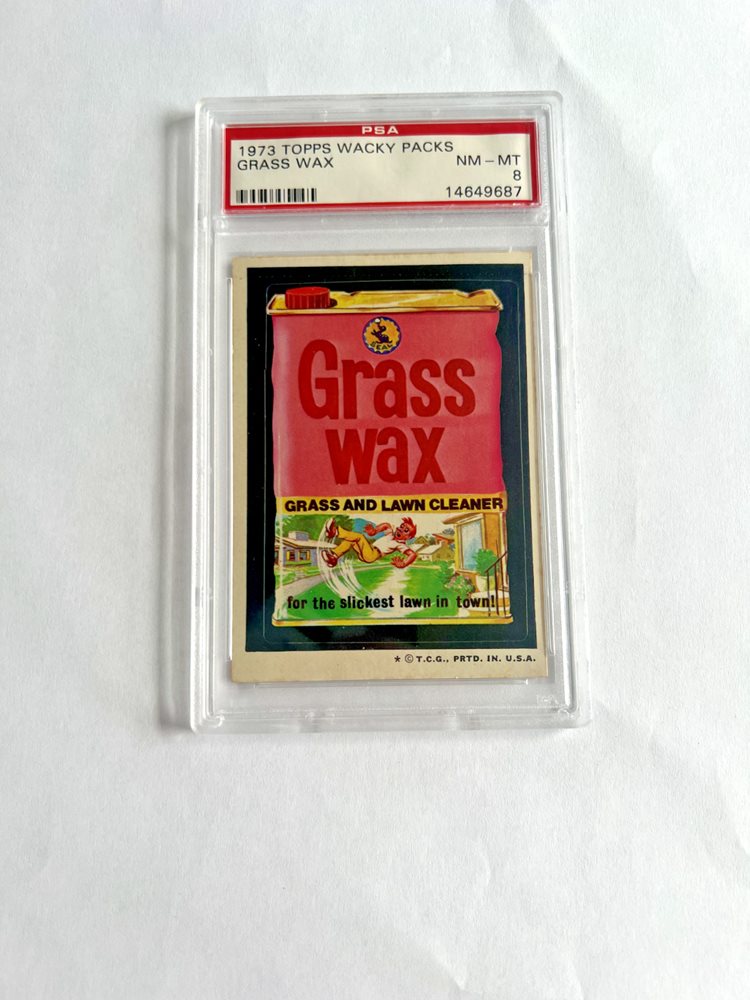 PSA
1973 TOPPS WACKY PACKS
GRASS WAX NM - MT
8
14649687
SEAL
Grass
wax
GRASS AND LAWN CLEANER
for the slickest lawn in town!
* © T.C.G., PRTD. IN. U.S.A.